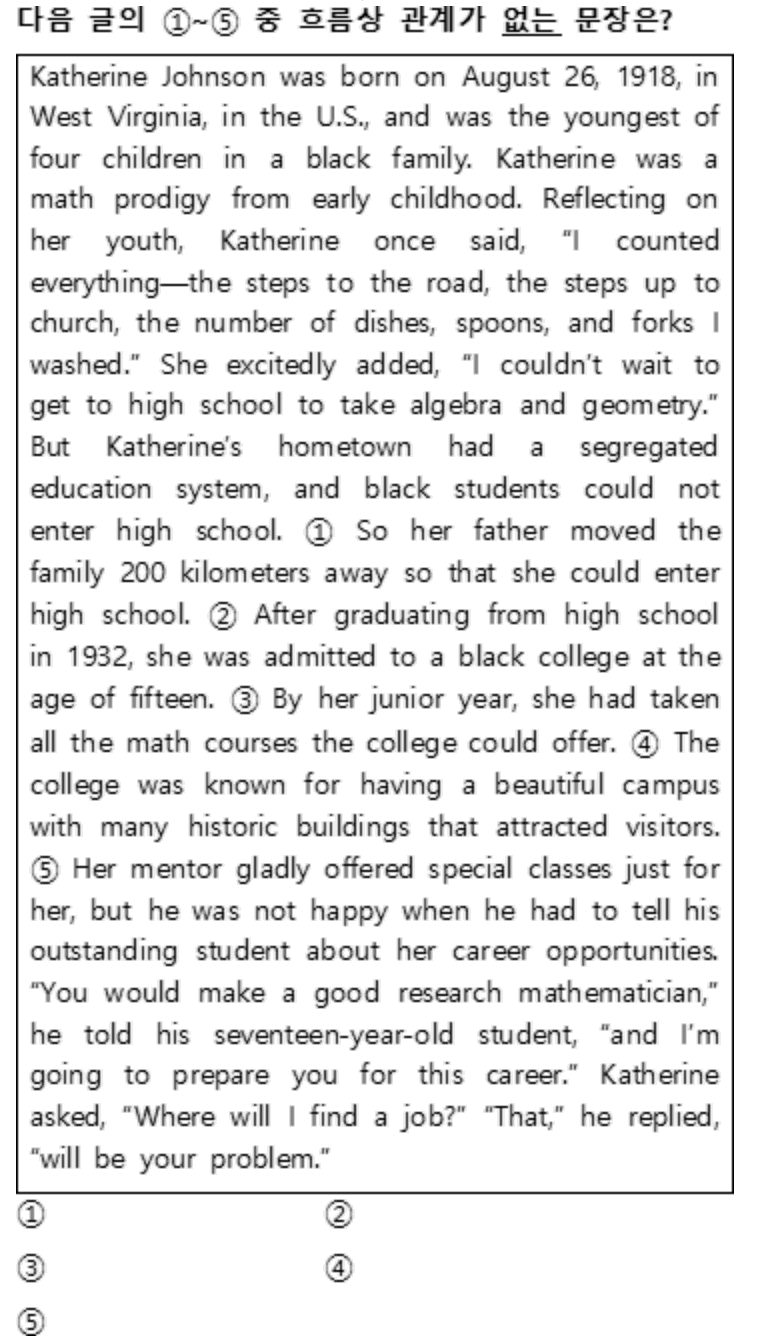 다음 글의 ①~⑤ 중 흐름상 관계가 없는 문장은?
Katherine Johnson was born on August 26, 1918, in
West Virginia, in the U.S., and was the youngest of
four children in a black family. Katherine was a
math prodigy from early childhood. Reflecting on
her youth, Katherine once said, “I counted
everything—the steps to the road, the steps up to
church, the number of dishes, spoons, and forks I
washed.” She excitedly added, “I couldn’t wait to
get to high school to take algebra and geometry.”
But Katherine’s hometown had a segregated
education system, and black students could not
enter high school. ① So her father moved the
family 200 kilometers away so that she could enter
high school. ② After graduating from high school
in 1932, she was admitted to a black college at the
age of fifteen. ③ By her junior year, she had taken
all the math courses the college could offer. ④ The
college was known for having a beautiful campus
with many historic buildings that attracted visitors.
⑤ Her mentor gladly offered special classes just for
her, but he was not happy when he had to tell his
outstanding student about her career opportunities.
“You would make a good research mathematician,”
he told his seventeen-year-old student, “and I’m
going to prepare you for this career.” Katherine
asked, “Where will I find a job?” “That,” he replied,
“will be your problem.”
① ②
③ ④
⑤